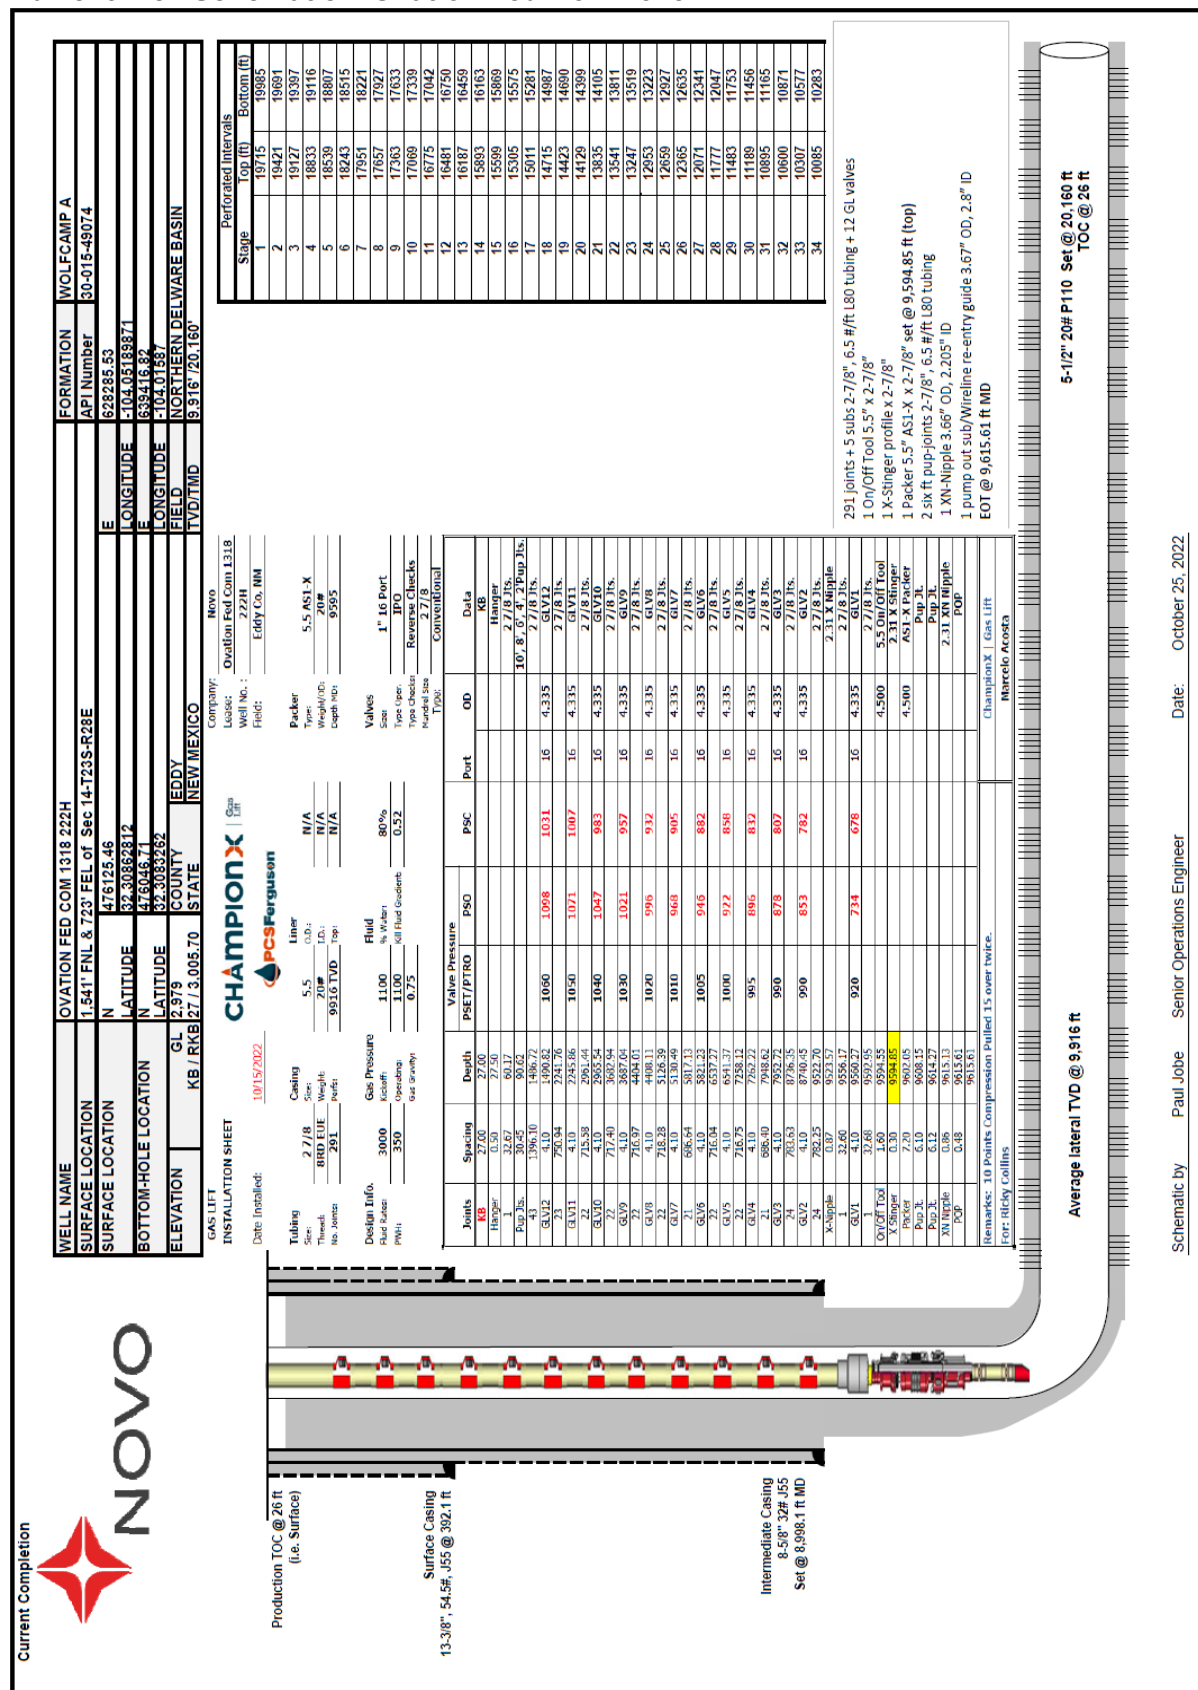 Current Completion
NOVO
WELL NAME OVATION FED COM 1318 222H FORMATION WOLFCAMP A
SURFACE LOCATION 1,541' FNL & 723' FEL of Sec 14-T23S-R28E API Number 30-015-49074
SURFACE LOCATION N 476125.46 E 628285.53
LATITUDE 32.30862812 LONGITUDE -104.05189871
BOTTOM-HOLE LOCATION N 476046.71 E 639416.82
LATITUDE 32.3083262 LONGITUDE -104.01587
ELEVATION GL 2,979 COUNTY EDDY FIELD NORTHERN DELWARE BASIN
KB / RKB 27 / 3,005.70 STATE NEW MEXICO TVD/TMD 9.916' /20,160'
GAS LIFT
INSTALLATION SHEET
CHAMPIONX | Gas Lift
PCSFerguson
Date Installed: 10/15/2022
Company: Novo
Lease: Ovation Fed Com 1318
Well No. : 222H
Field: Eddy Co, NM
Tubing
Size: 2 7/8
Thread: 8RD EUE
No. Joints: 291
Casing
Size: 5.5
Weight: 20#
Perfs: 9916 TVD
Liner
O.D.: N/A
I.D.: N/A
Top: N/A
Packer
Type: 5.5 AS1-X
Weight/OD: 20#
Depth MD: 9595
Design Info.
Fluid Rates: 3000
PWH: 350
Gas Pressure
Kickoff: 1100
Operating: 1100
Gas Gravity: 0.75
Fluid
% Water: 80%
Kill Fluid Gradient: 0.52
Valves
Size: 1" 16 Port
Type Oper. IPO
Type Checks: Reverse Checks
Mandrel Size 2 7/8
Type: Conventional
Valve Pressure
Joints Spacing Depth PSET/PTRO PSO PSC Port OD Data
KB 27.00 27.00 KB
Hanger 0.50 27.50 Hanger
1 32.67 60.17 2 7/8 Jts.
Pup Jts. 30.45 90.62 10', 8', 6', 4', 2'Pup Jts.
43 1396.10 1486.72 2 7/8 Jts.
GLV12 4.10 1490.82 1060 1098 1031 16 4.335 GLV12
23 750.94 2241.76 2 7/8 Jts.
GLV11 4.10 2245.86 1050 1071 1007 16 4.335 GLV11
22 715.58 2961.44 2 7/8 Jts.
GLV10 4.10 2965.54 1040 1047 983 16 4.335 GLV10
22 717.40 3682.94 2 7/8 Jts.
GLV9 4.10 3687.04 1030 1021 957 16 4.335 GLV9
22 716.97 4404.01 2 7/8 Jts.
GLV8 4.10 4408.11 1020 996 932 16 4.335 GLV8
22 718.28 5126.39 2 7/8 Jts.
GLV7 4.10 5130.49 1010 968 905 16 4.335 GLV7
21 686.64 5817.13 2 7/8 Jts.
GLV6 4.10 5821.23 1005 946 882 16 4.335 GLV6
22 716.04 6537.27 2 7/8 Jts.
GLV5 4.10 6541.37 1000 922 858 16 4.335 GLV5
22 716.75 7258.12 2 7/8 Jts.
GLV4 4.10 7262.22 995 896 832 16 4.335 GLV4
21 686.40 7948.62 2 7/8 Jts.
GLV3 4.10 7952.72 990 878 807 16 4.335 GLV3
24 783.63 8736.35 2 7/8 Jts.
GLV2 4.10 8740.45 990 853 782 16 4.335 GLV2
24 782.25 9522.70 2 7/8 Jts.
X-Nipple 0.87 9523.57 2.31 X Nipple
1 32.60 9556.17 2 7/8 Jts.
GLV1 4.10 9560.27 920 734 678 16 4.335 GLV1
1 32.68 9592.95 2 7/8 Jts.
On/Off Tool 1.60 9594.55 4.500 5.5 On/Off Tool
X Stinger 0.30 9594.85 2.31 X Stinger
Packer 7.20 9602.05 4.500 AS1-X Packer
Pup Jt. 6.10 9608.15 Pup Jt.
Pup Jt. 6.12 9614.27 Pup Jt.
XN Nipple 0.86 9615.13 2.31 XN Nipple
POP 0.48 9615.61 POP
9615.61
Remarks: 10 Points Compression Pulled 15 over twice.
For: Ricky Collins
ChampionX | Gas Lift
Marcelo Acosta
Perforated Intervals
Stage Top (ft) Bottom (ft)
1 19715 19985
2 19421 19691
3 19127 19397
4 18833 19116
5 18539 18807
6 18243 18515
7 17951 18221
8 17657 17927
9 17363 17633
10 17069 17339
11 16775 17042
12 16481 16750
13 16187 16459
14 15893 16163
15 15599 15869
16 15305 15575
17 15011 15281
18 14715 14987
19 14423 14690
20 14129 14399
21 13835 14105
22 13541 13811
23 13247 13519
24 12953 13223
25 12659 12927
26 12365 12635
27 12071 12341
28 11777 12047
29 11483 11753
30 11189 11456
31 10895 11165
32 10600 10871
33 10307 10577
34 10085 10283
291 joints + 5 subs 2-7/8", 6.5 #/ft L80 tubing + 12 GL valves
1 On/Off Tool 5.5" x 2-7/8"
1 X-Stinger profile x 2-7/8"
1 Packer 5.5" AS1-X x 2-7/8" set @ 9,594.85 ft (top)
2 six ft pup-joints 2-7/8", 6.5 #/ft L80 tubing
1 XN-Nipple 3.66" OD, 2.205" ID
1 pump out sub/Wireline re-entry guide 3.67" OD, 2.8" ID
EOT @ 9,615.61 ft MD
Production TOC @ 26 ft
(i.e. Surface)
Surface Casing
13-3/8", 54.5#, J55 @ 392.1 ft
Intermediate Casing
8-5/8" 32# J55
Set @ 8,998.1 ft MD
5-1/2" 20# P110 Set @ 20,160 ft
TOC @ 26 ft
Average lateral TVD @ 9,916 ft
Schematic by Paul Jobe Senior Operations Engineer Date: October 25, 2022